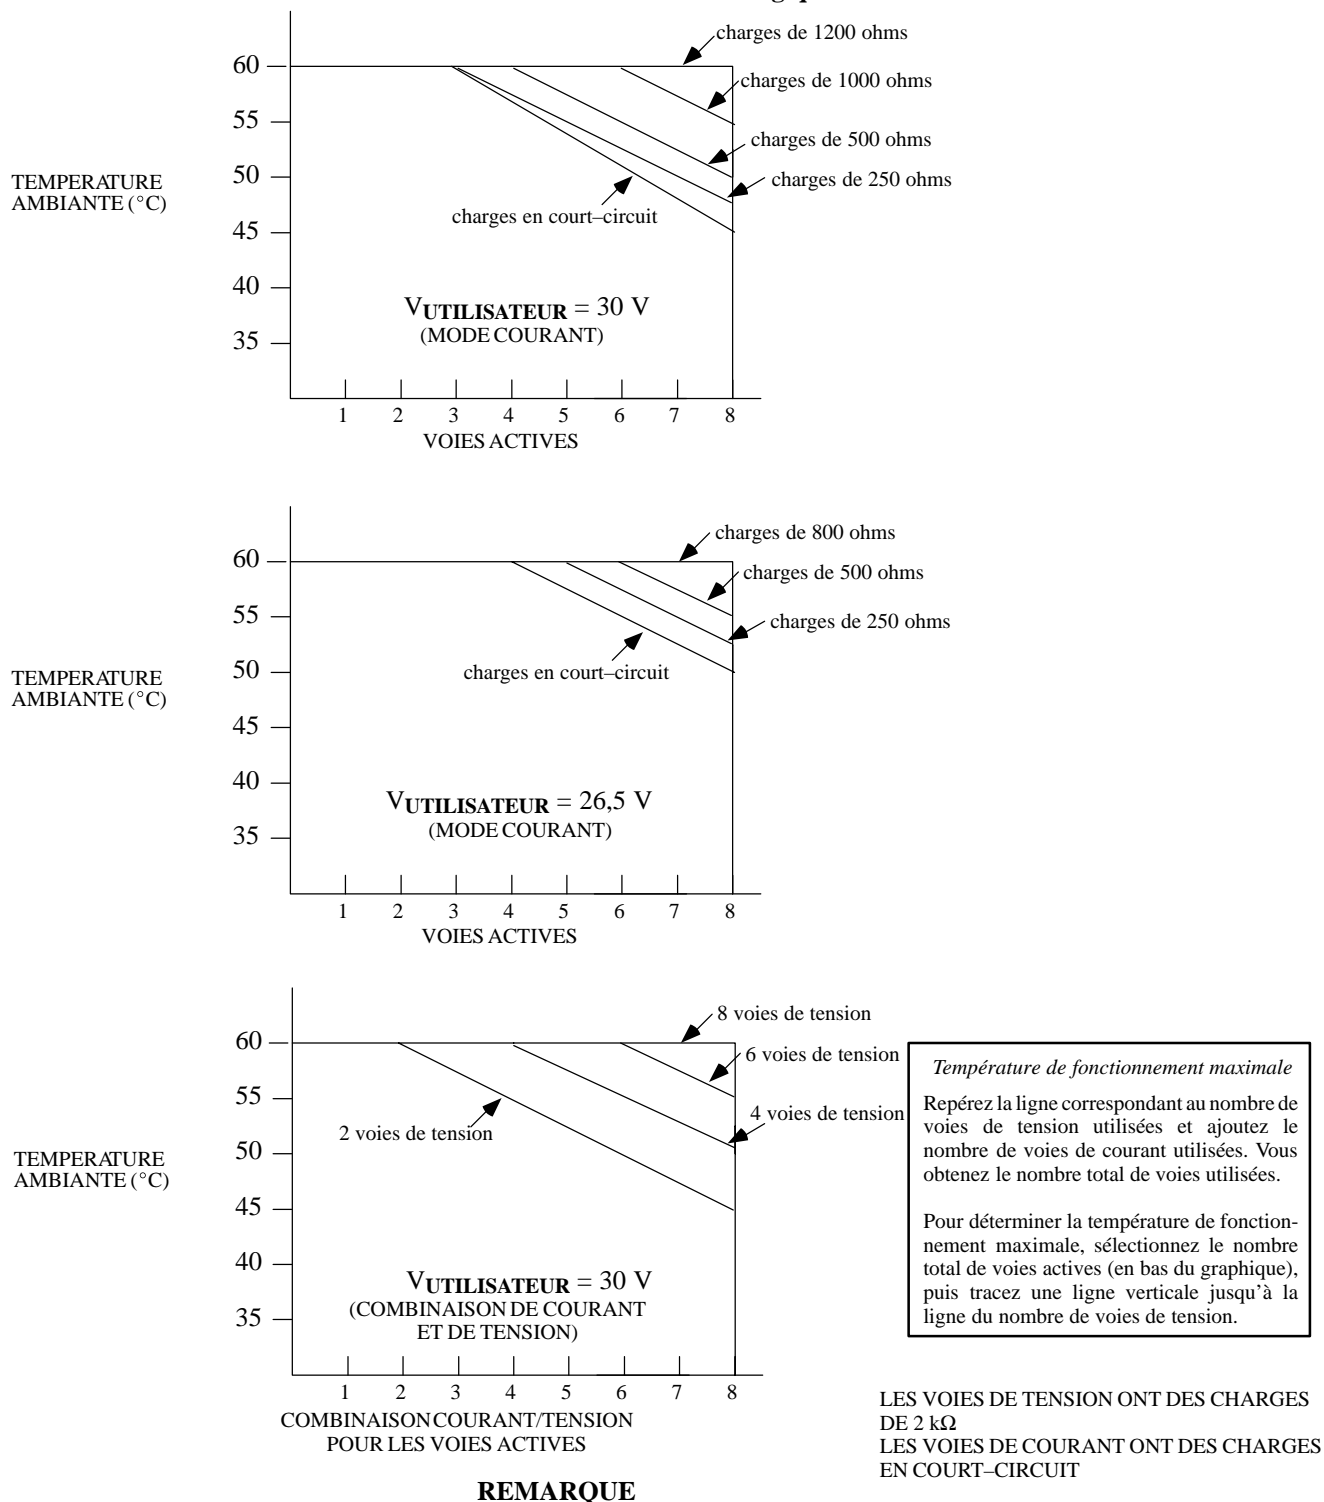 charges de 1200 ohms
60
charges de 1000 ohms
55
charges de 500 ohms
50
charges de 250 ohms
TEMPERATURE
AMBIANTE (°C)
charges en court–circuit
45
40
VUTILISATEUR = 30 V
(MODE COURANT)
35
1 2 3 4 5 6 7 8
VOIES ACTIVES
charges de 800 ohms
60
charges de 500 ohms
55
charges de 250 ohms
50
charges en court–circuit
TEMPERATURE
AMBIANTE (°C)
45
40
VUTILISATEUR = 26,5 V
(MODE COURANT)
35
1 2 3 4 5 6 7 8
VOIES ACTIVES
8 voies de tension
60
6 voies de tension
55
4 voies de tension
2 voies de tension
50
TEMPERATURE
AMBIANTE (°C)
45
40
VUTILISATEUR = 30 V
(COMBINAISON DE COURANT
ET DE TENSION)
35
1 2 3 4 5 6 7 8
COMBINAISON COURANT/TENSION
POUR LES VOIES ACTIVES
Température de fonctionnement maximale
Repérez la ligne correspondant au nombre de
voies de tension utilisées et ajoutez le
nombre de voies de courant utilisées. Vous
obtenez le nombre total de voies utilisées.
Pour déterminer la température de fonction-
nement maximale, sélectionnez le nombre
total de voies actives (en bas du graphique),
puis tracez une ligne verticale jusqu'à la
ligne du nombre de voies de tension.
LES VOIES DE TENSION ONT DES CHARGES
DE 2 kΩ
LES VOIES DE COURANT ONT DES CHARGES
EN COURT–CIRCUIT
REMARQUE